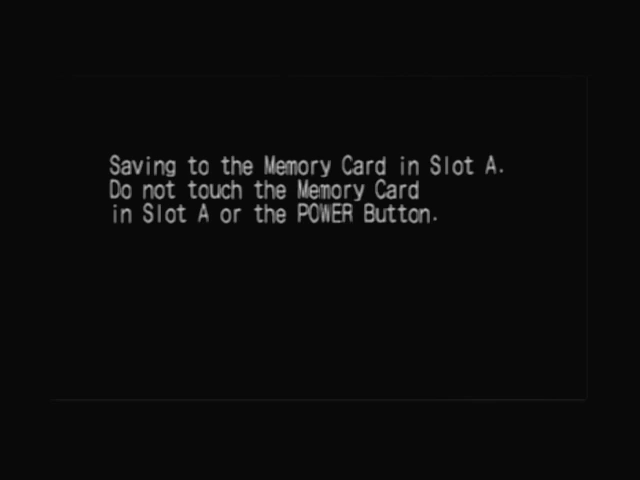 Saving to the Memory Card in Slot A.
Do not touch the Memory Card
in Slot A or the POWER Button.